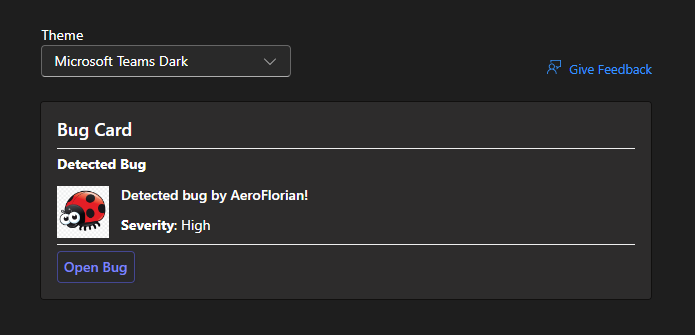 Theme
Microsoft Teams Dark
Give Feedback
Bug Card
Detected Bug
Detected bug by AeroFlorian!
Severity: High
Open Bug